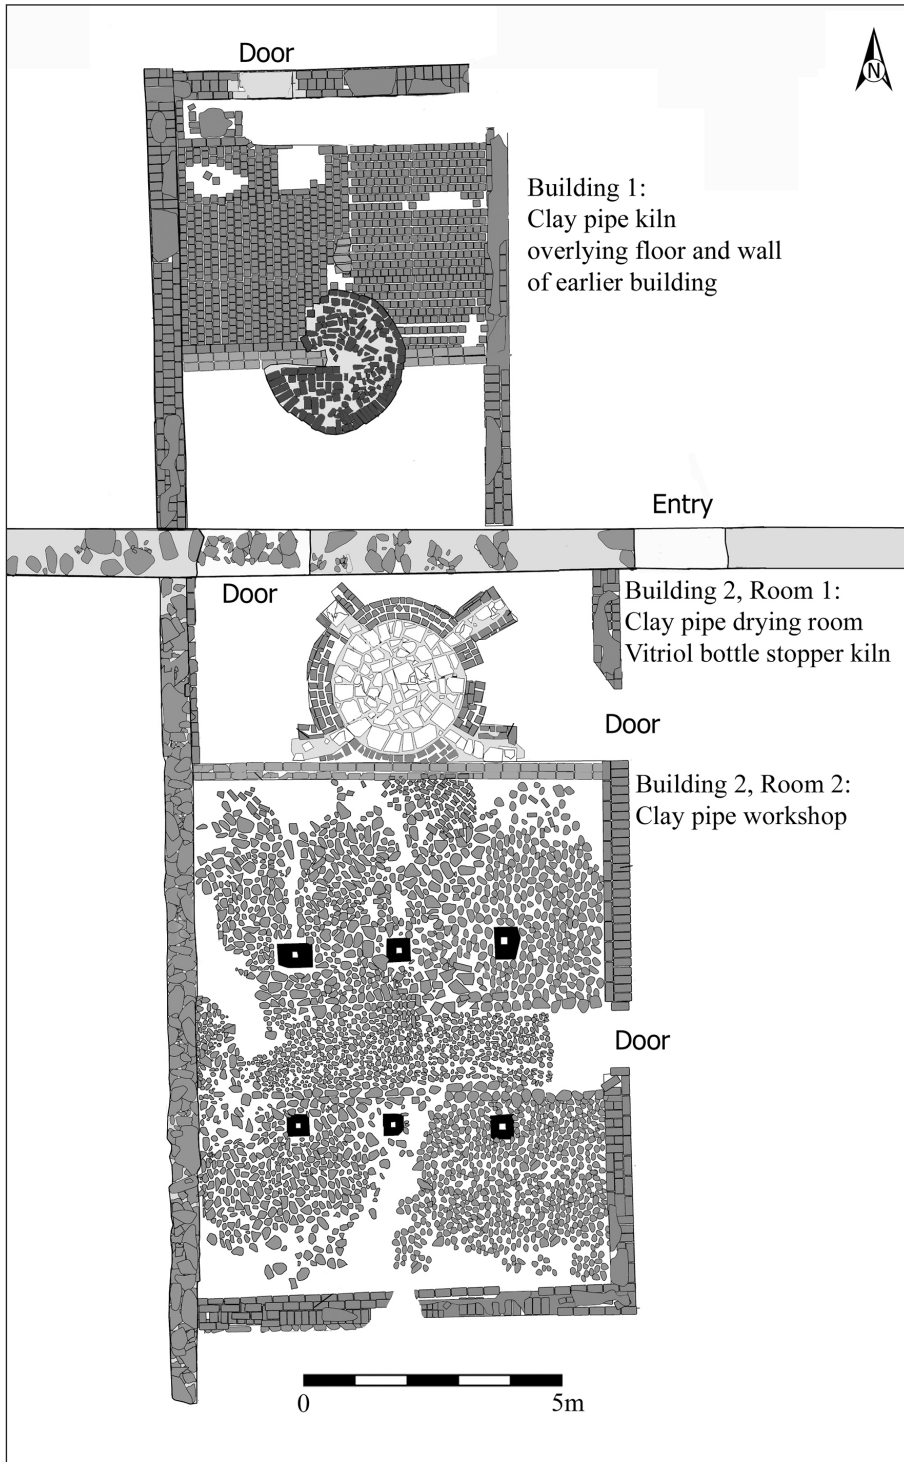 Door
N
Building 1:
Clay pipe kiln
overlying floor and wall
of earlier building
Entry
Door
Building 2, Room 1:
Clay pipe drying room
Vitriol bottle stopper kiln
Door
Building 2, Room 2:
Clay pipe workshop
Door
0
5m